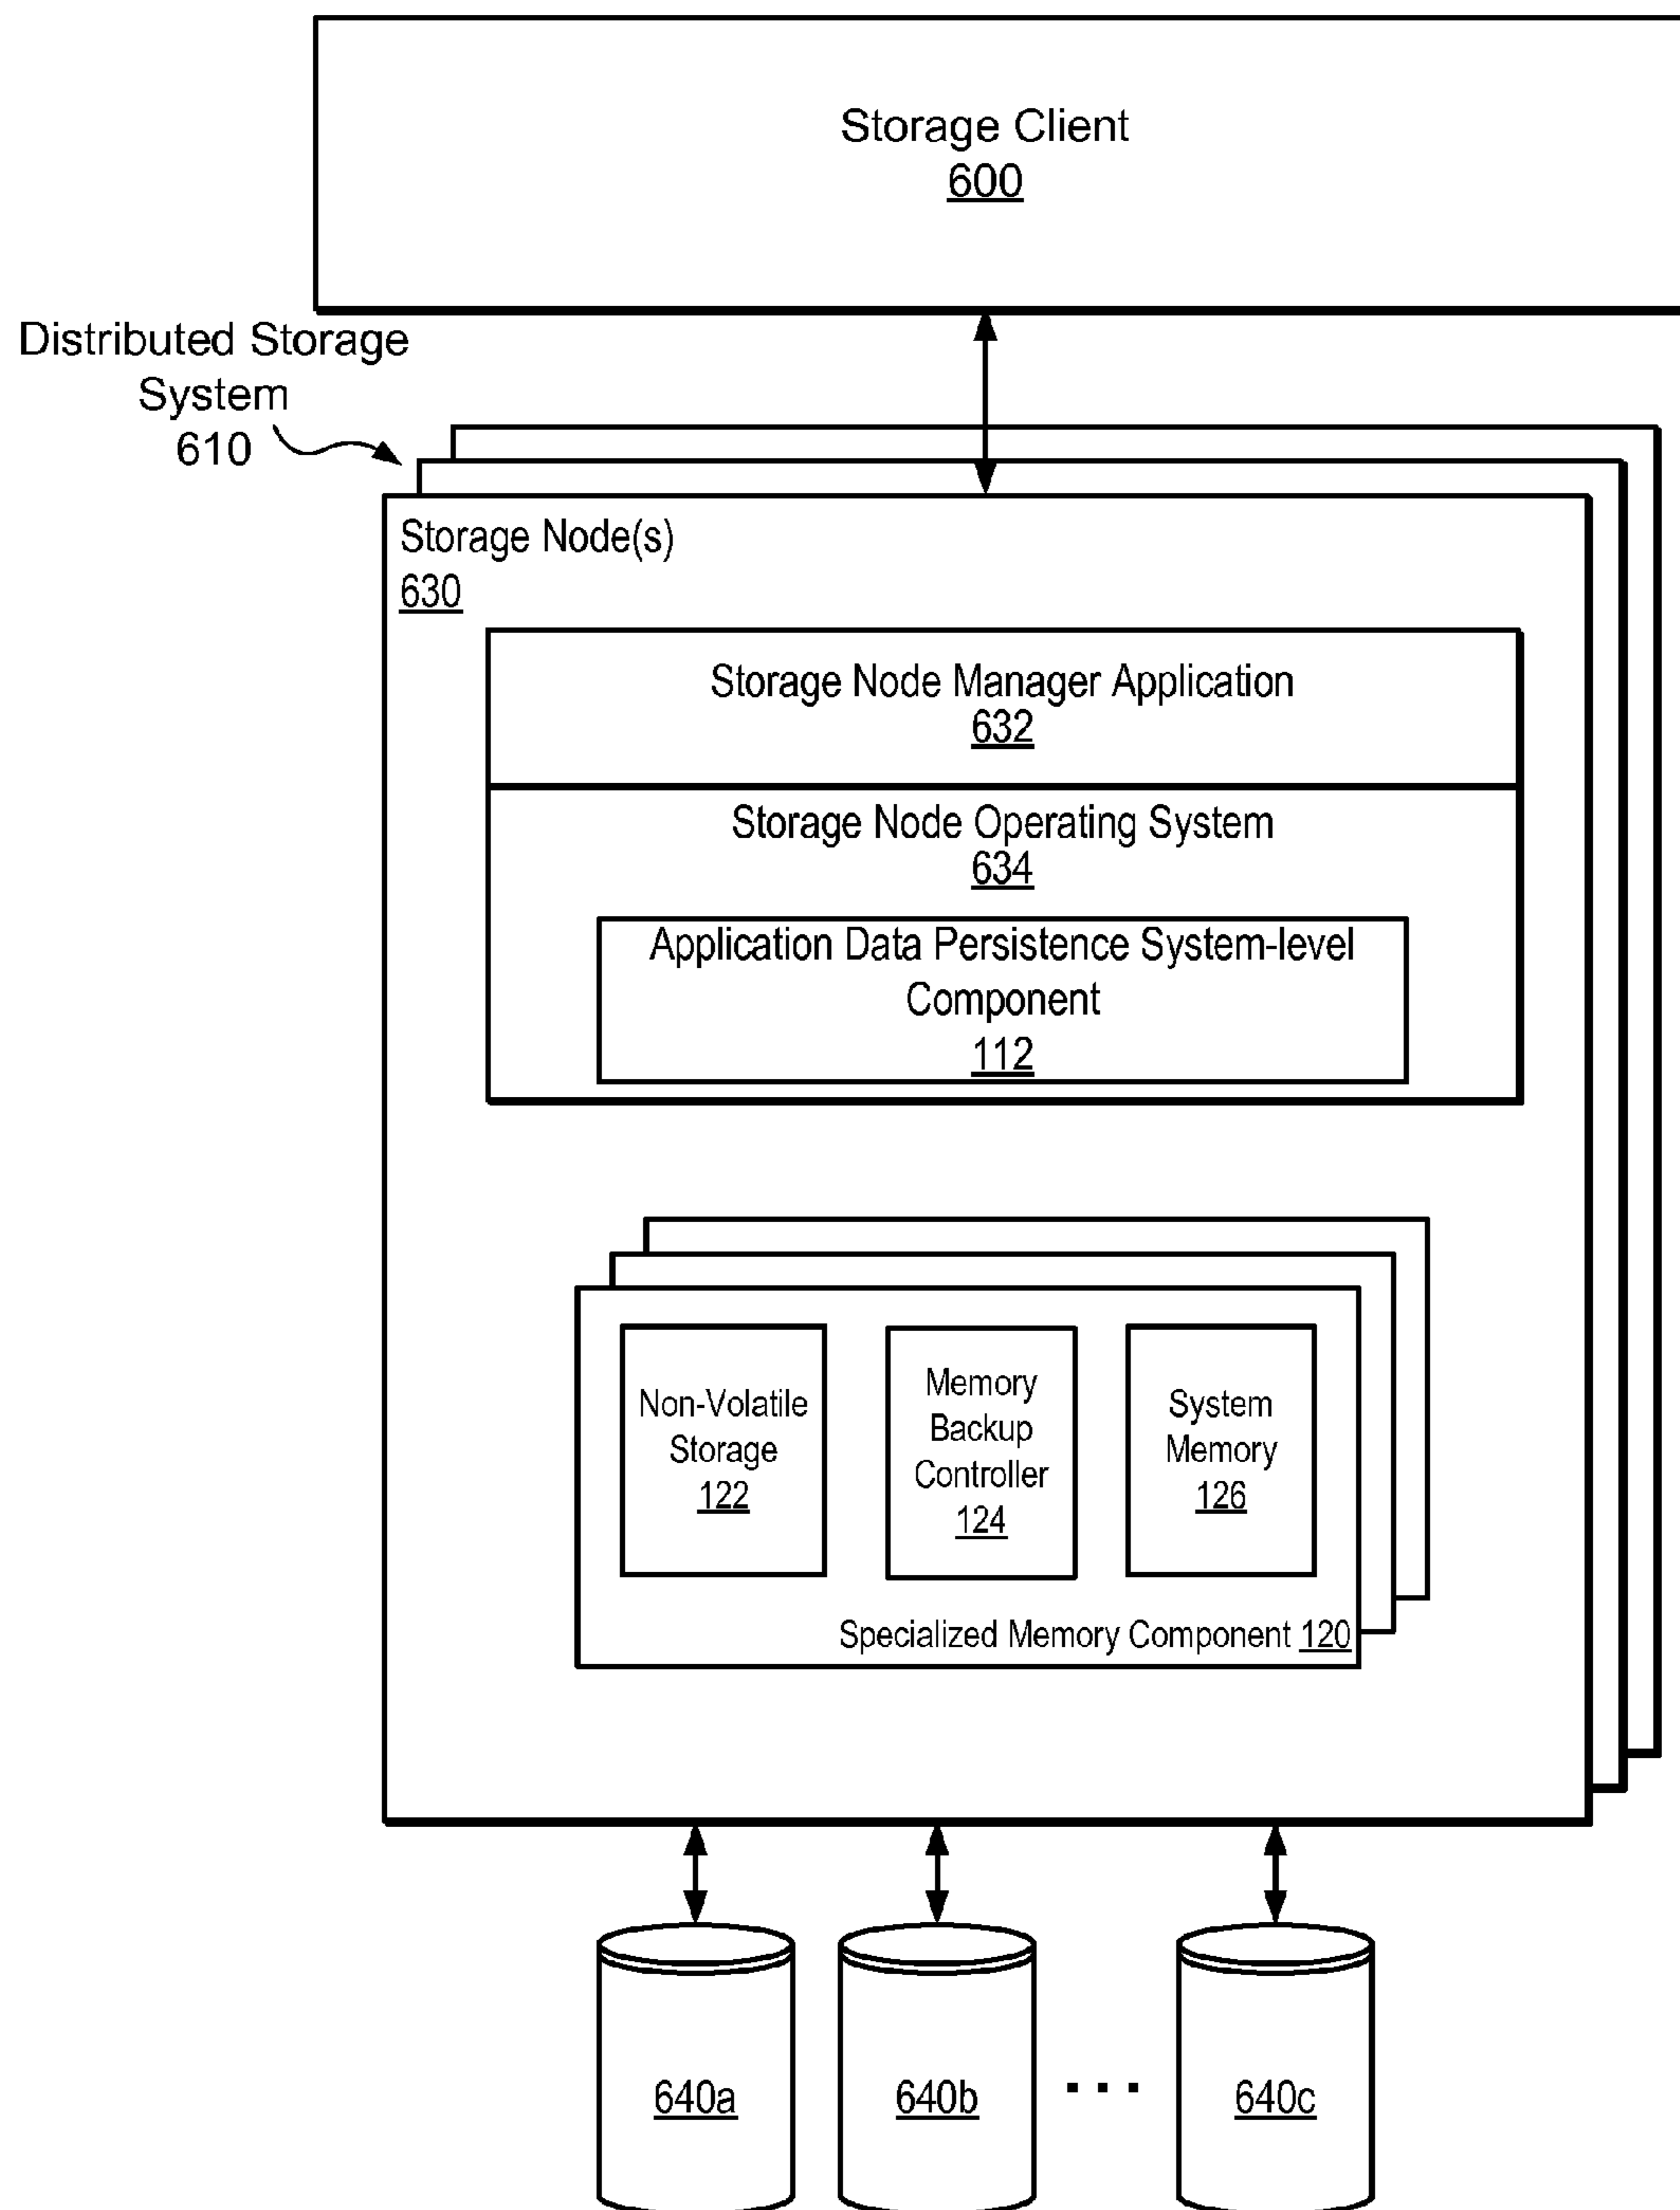 Storage Client
600
Distributed Storage
System
610
Storage Node(s)
630
Storage Node Manager Application
632
Storage Node Operating System
634
Application Data Persistence System-level
Component
112
Non-Volatile
Storage
122
Memory
Backup
Controller
124
System
Memory
126
Specialized Memory Component 120
640a
640b
...
640c